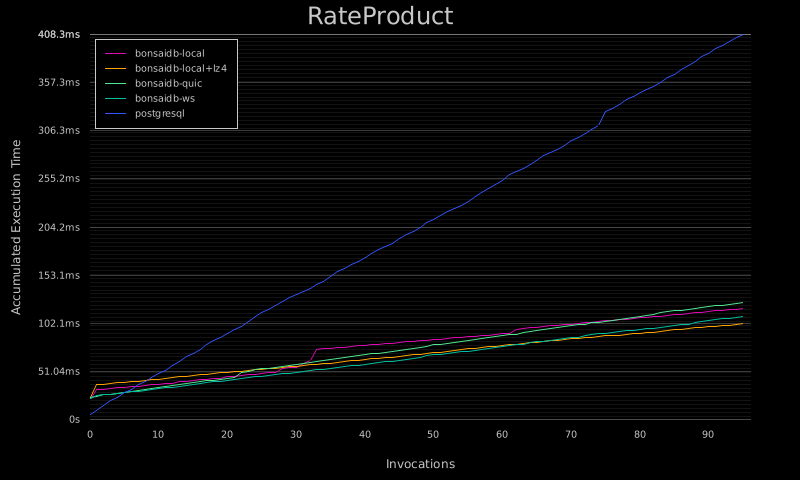 RateProduct
408.3ms
357.3ms
306.3ms
255.2ms
204.2ms
153.1ms
102.1ms
51.04ms
0s
Accumulated Execution Time
bonsaidb-local
bonsaidb-local+lz4
bonsaidb-quic
bonsaidb-ws
postgresql
0 10 20 30 40 50 60 70 80 90
Invocations